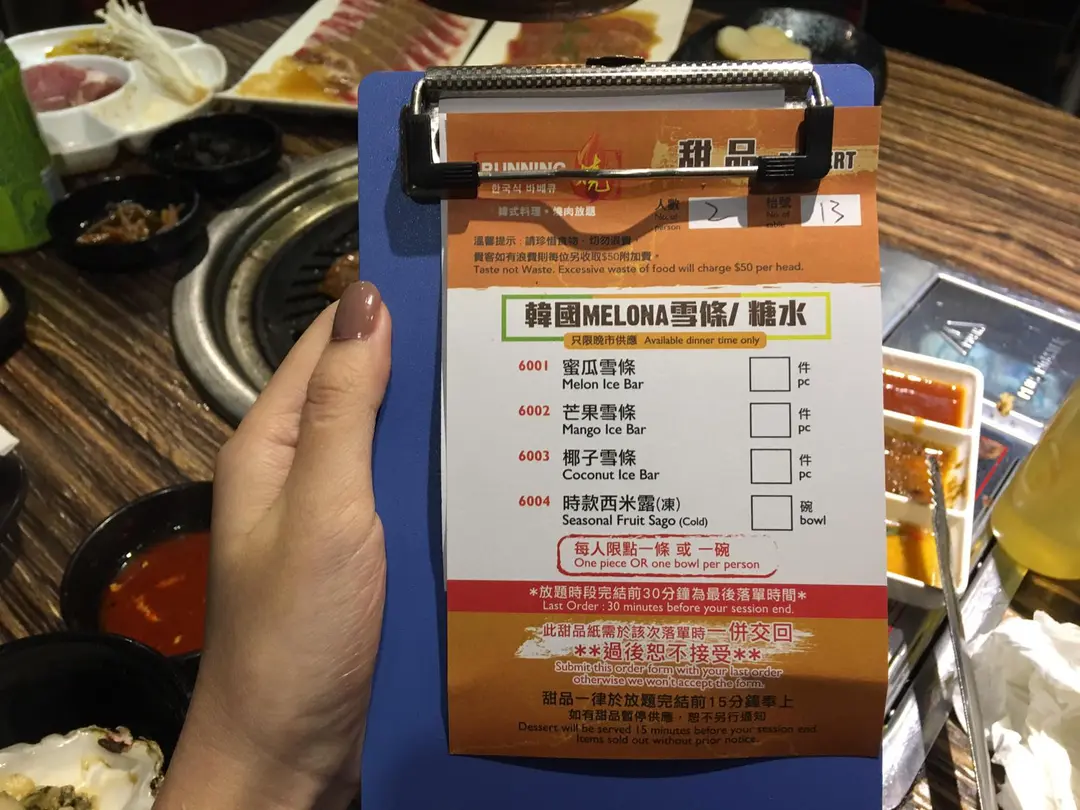 甜品
RUNNING 燒
한국식 바베큐
韓式料理・燒肉放題
人數 2 枱號 13
No. of person No. of table
溫馨提示：請珍惜食物，切勿浪費。
貴客如有浪費則每位另收取$50附加費。
Taste not Waste. Excessive waste of food will charge $50 per head.
韓國MELONA雪條/ 糖水
只限晚市供應 Available dinner time only
6001 蜜瓜雪條 件
Melon Ice Bar pc
6002 芒果雪條 件
Mango Ice Bar pc
6003 椰子雪條 件
Coconut Ice Bar pc
6004 時款西米露(凍) 碗
Seasonal Fruit Sago (Cold) bowl
每人限點一條 或 一碗
One piece OR one bowl per person
*放題時段完結前30分鐘為最後落單時間*
Last Order : 30 minutes before your session end.
此甜品紙需於該次落單時一併交回
**過後恕不接受**
Submit this order form with your last order
otherwise we won't accept the form.
甜品一律於放題完結前15分鐘奉上
如有甜品暫停供應，恕不另行通知
Dessert will be served 15 minutes before your session end.
Items sold out without prior notice.